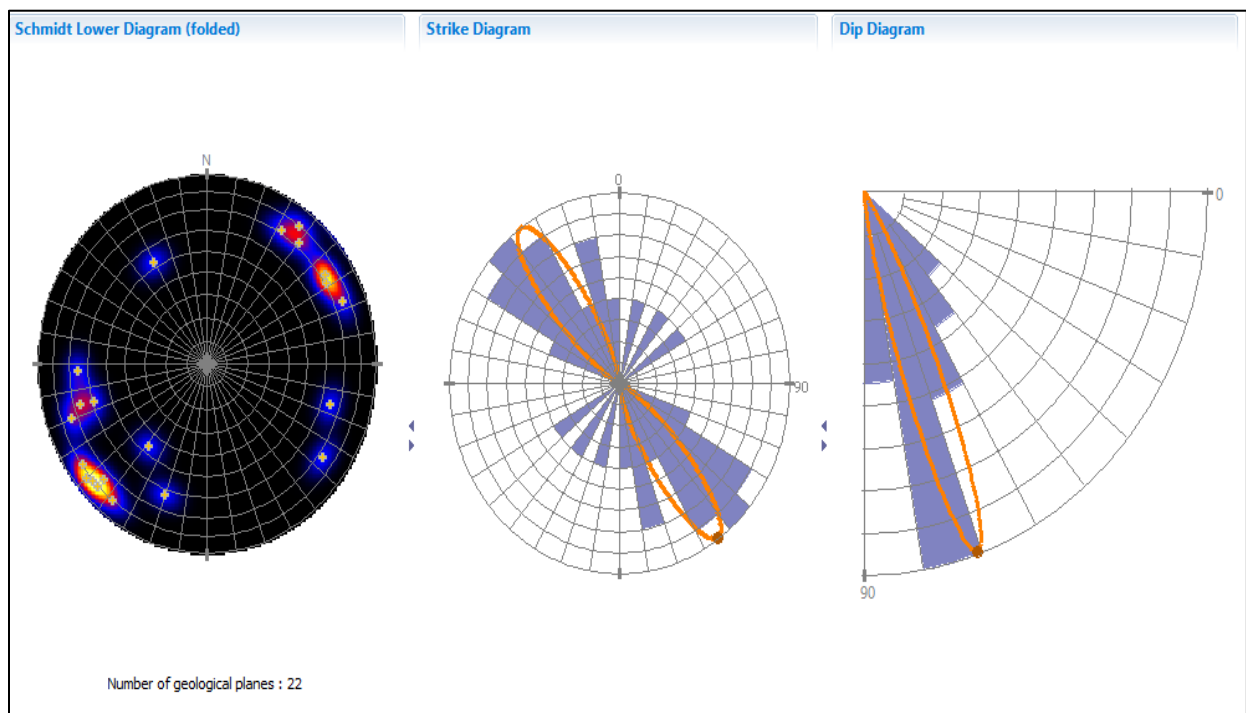 Schmidt Lower Diagram (folded)
Strike Diagram
Dip Diagram
N
0
90
0
90
Number of geological planes : 22